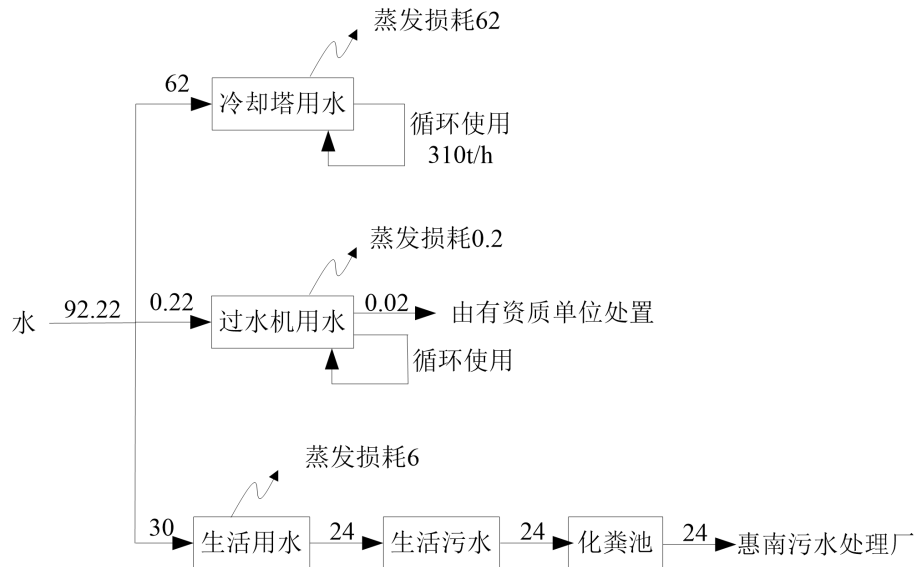 蒸发损耗62
62
冷却塔用水
循环使用
310t/h
蒸发损耗0.2
水
92.22
0.22
过水机用水
0.02
由有资质单位处置
循环使用
蒸发损耗6
30
生活用水
24
生活污水
24
化粪池
24
惠南污水处理厂